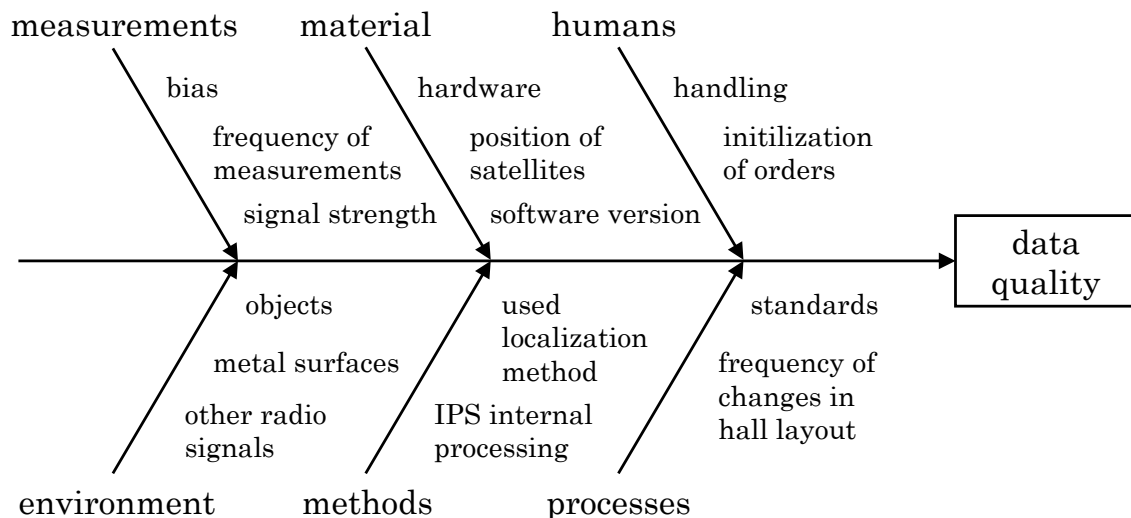 measurements
material
humans
bias
frequency of
measurements
signal strength
hardware
position of
satellites
software version
handling
initilization
of orders
data
quality
objects
metal surfaces
other radio
signals
used
localization
method
IPS internal
processing
standards
frequency of
changes in
hall layout
environment
methods
processes